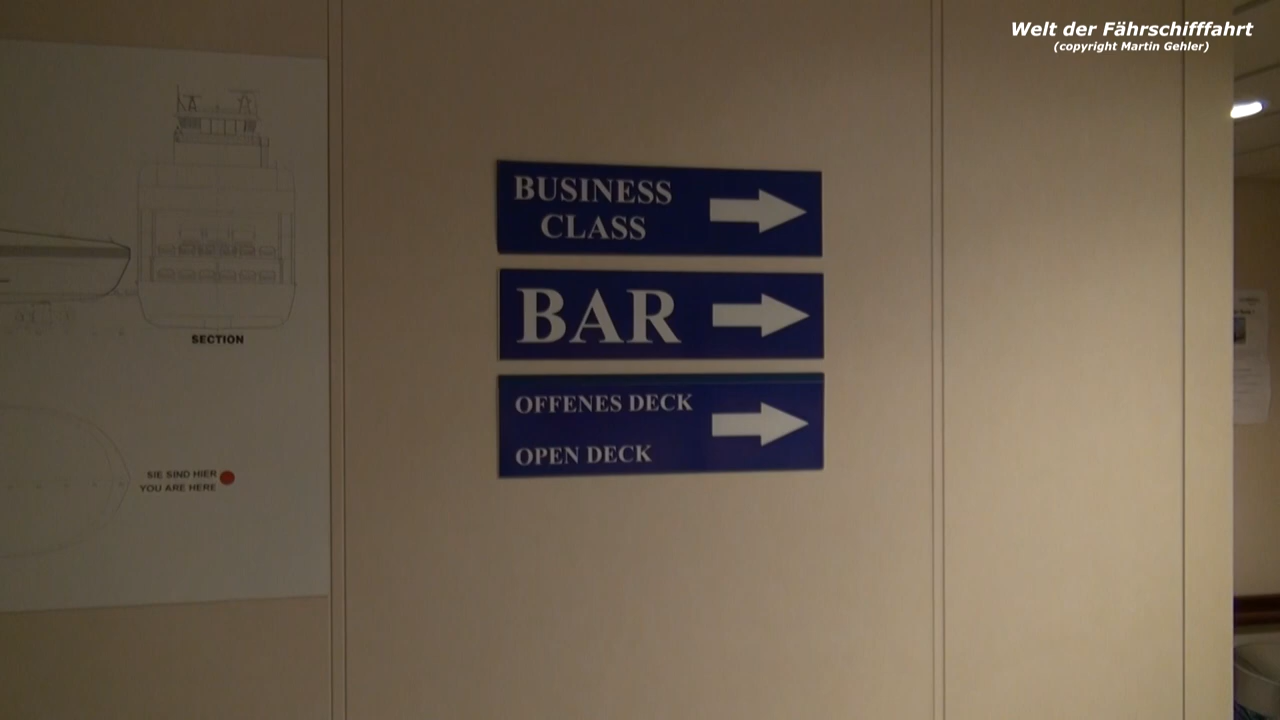 Welt der Fährschifffahrt
(copyright Martin Gehler)
BUSINESS
CLASS
BAR
OFFENES DECK
OPEN DECK
SECTION
SIE SIND HIER
YOU ARE HERE